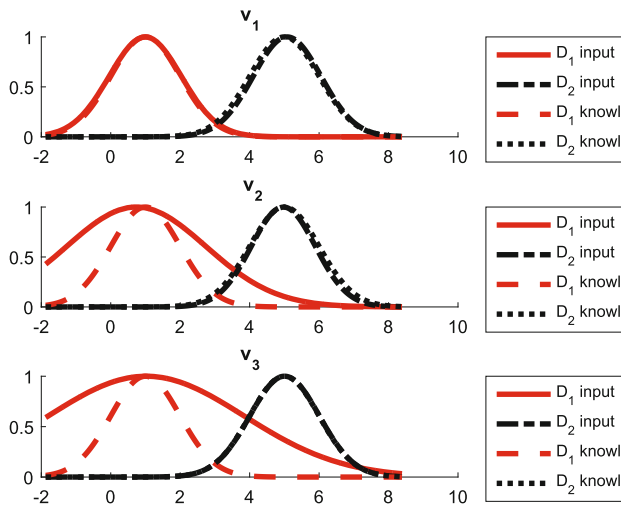 v1
1
0.5
0
-2 0 2 4 6 8 10
D1 input
D2 input
D1 knowl
D2 knowl
v2
1
0.5
0
-2 0 2 4 6 8 10
D1 input
D2 input
D1 knowl
D2 knowl
v3
1
0.5
0
-2 0 2 4 6 8 10
D1 input
D2 input
D1 knowl
D2 knowl